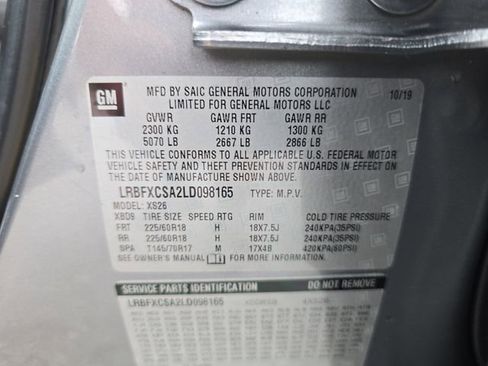 GM
MFD BY SAIC GENERAL MOTORS CORPORATION 10/19
LIMITED FOR GENERAL MOTORS LLC
GVWR GAWR FRT GAWR RR
2300 KG 1210 KG 1300 KG
5070 LB 2667 LB 2866 LB
THIS VEHICLE CONFORMS TO ALL APPLICABLE U.S. FEDERAL MOTOR
VEHICLE SAFETY AND THEFT PREVENTION STANDARDS IN EFFECT ON THE
DATE OF MANUFACTURE SHOWN ABOVE.
LRBFXCSA2LD098165 TYPE: M.P.V.
MODEL: XS26
XBD9 TIRE SIZE SPEED RTG RIM COLD TIRE PRESSURE
FRT 225/60R18 H 18X7.5J 240KPA(35PSI)
RR 225/60R18 H 18X7.5J 240KPA(35PSI)
SPA T145/70R17 M 17X4B 420KPA(60PSI)
SEE OWNER'S MANUAL FOR MORE INFORMATION.
SERVICE PARTS IDENTIFICATION DO NOT REMOVE
LRBFXCSA2LD098165